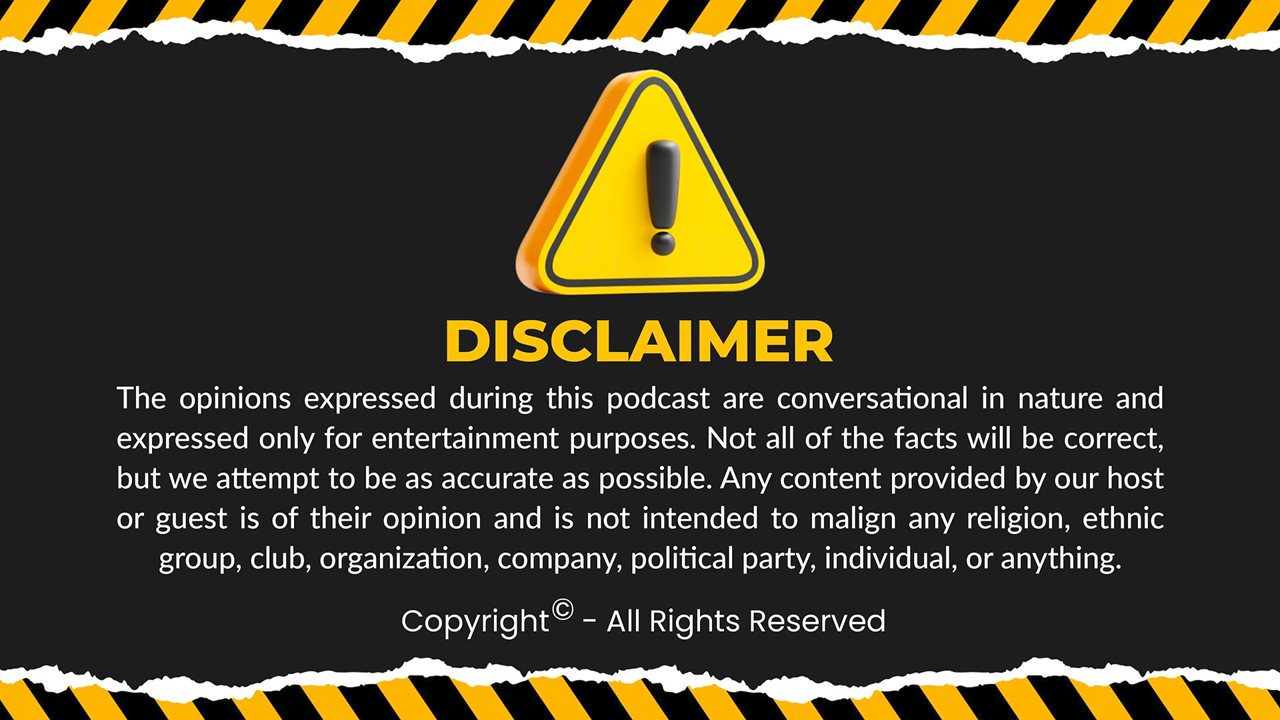 DISCLAIMER
The opinions expressed during this podcast are conversational in nature and
expressed only for entertainment purposes. Not all of the facts will be correct,
but we attempt to be as accurate as possible. Any content provided by our host
or guest is of their opinion and is not intended to malign any religion, ethnic
group, club, organization, company, political party, individual, or anything.
Copyright© - All Rights Reserved